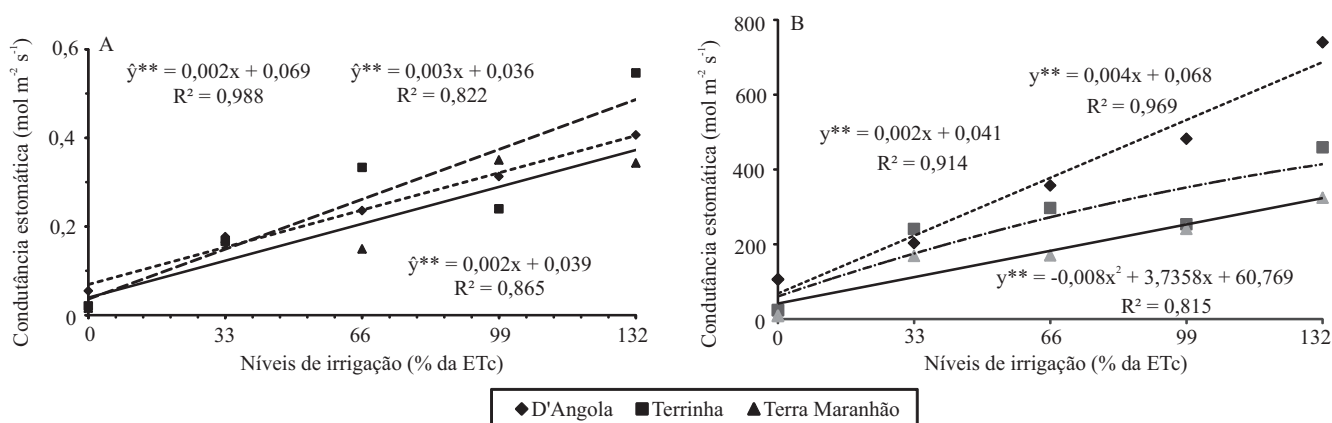 A
Condutância estomática (mol m⁻² s⁻¹)
0,6
0,4
0,2
0
ŷ** = 0,002x + 0,069
R² = 0,988
ŷ** = 0,003x + 0,036
R² = 0,822
ŷ** = 0,002x + 0,039
R² = 0,865
0 33 66 99 132
Níveis de irrigação (% da ETc)
B
Condutância estomática (mol m⁻² s⁻¹)
800
600
400
200
0
y** = 0,004x + 0,068
R² = 0,969
y** = 0,002x + 0,041
R² = 0,914
y** = -0,008x² + 3,7358x + 60,769
R² = 0,815
0 33 66 99 132
Níveis de irrigação (% da ETc)
D'Angola Terrinha Terra Maranhão